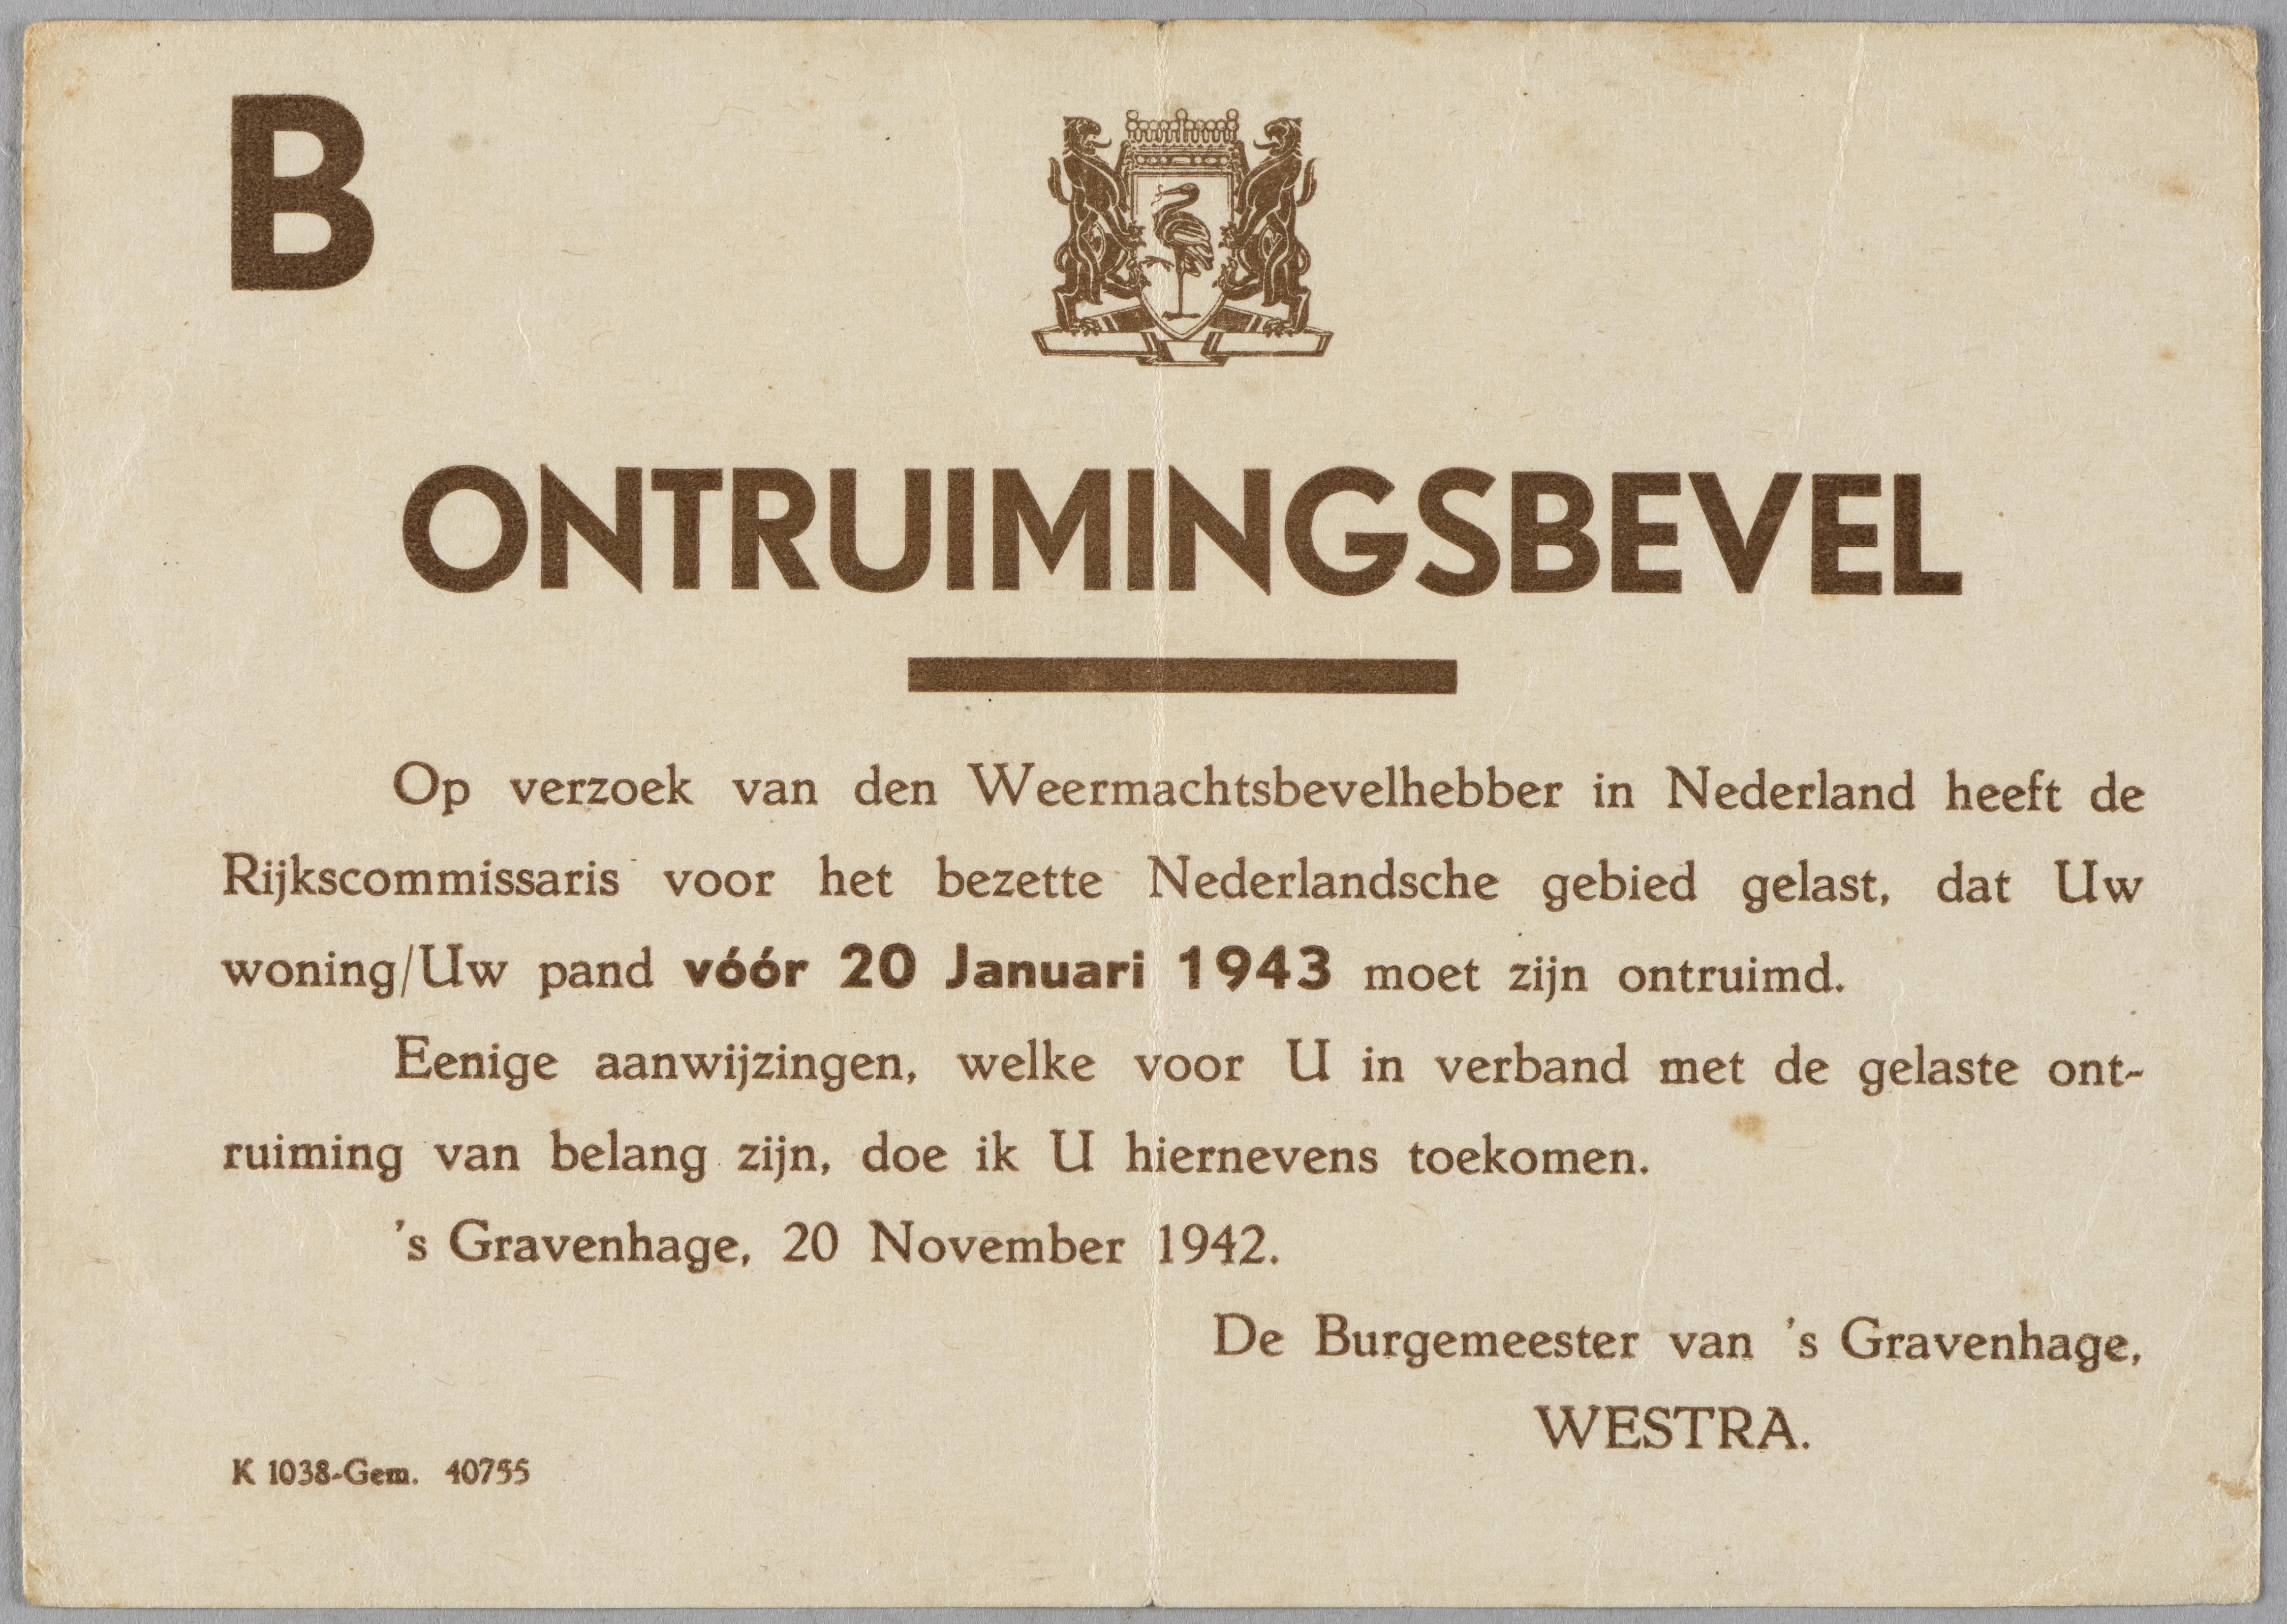 B
ONTRUIMINGSBEVEL
Op verzoek van den Weermachtsbevelhebber in Nederland heeft de
Rijkscommissaris voor het bezette Nederlandsche gebied gelast, dat Uw
woning/Uw pand vóór 20 Januari 1943 moet zijn ontruimd.
Eenige aanwijzingen, welke voor U in verband met de gelaste ont-
ruiming van belang zijn, doe ik U hiernevens toekomen.
's Gravenhage, 20 November 1942.
De Burgemeester van 's Gravenhage,
WESTRA.
K 1038-Gem. 40755